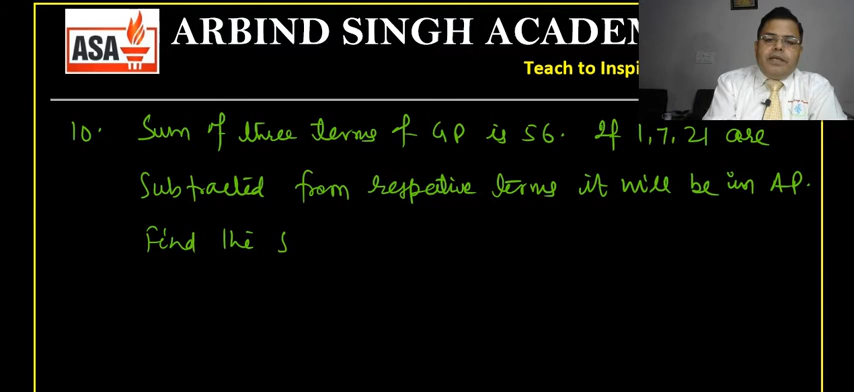 ASA
ARBIND SINGH ACADEM
Teach to Inspi
10. Sum of three terms of GP is 56. If 1, 7, 21 are
Subtracted from respective terms it will be in AP.
Find the S